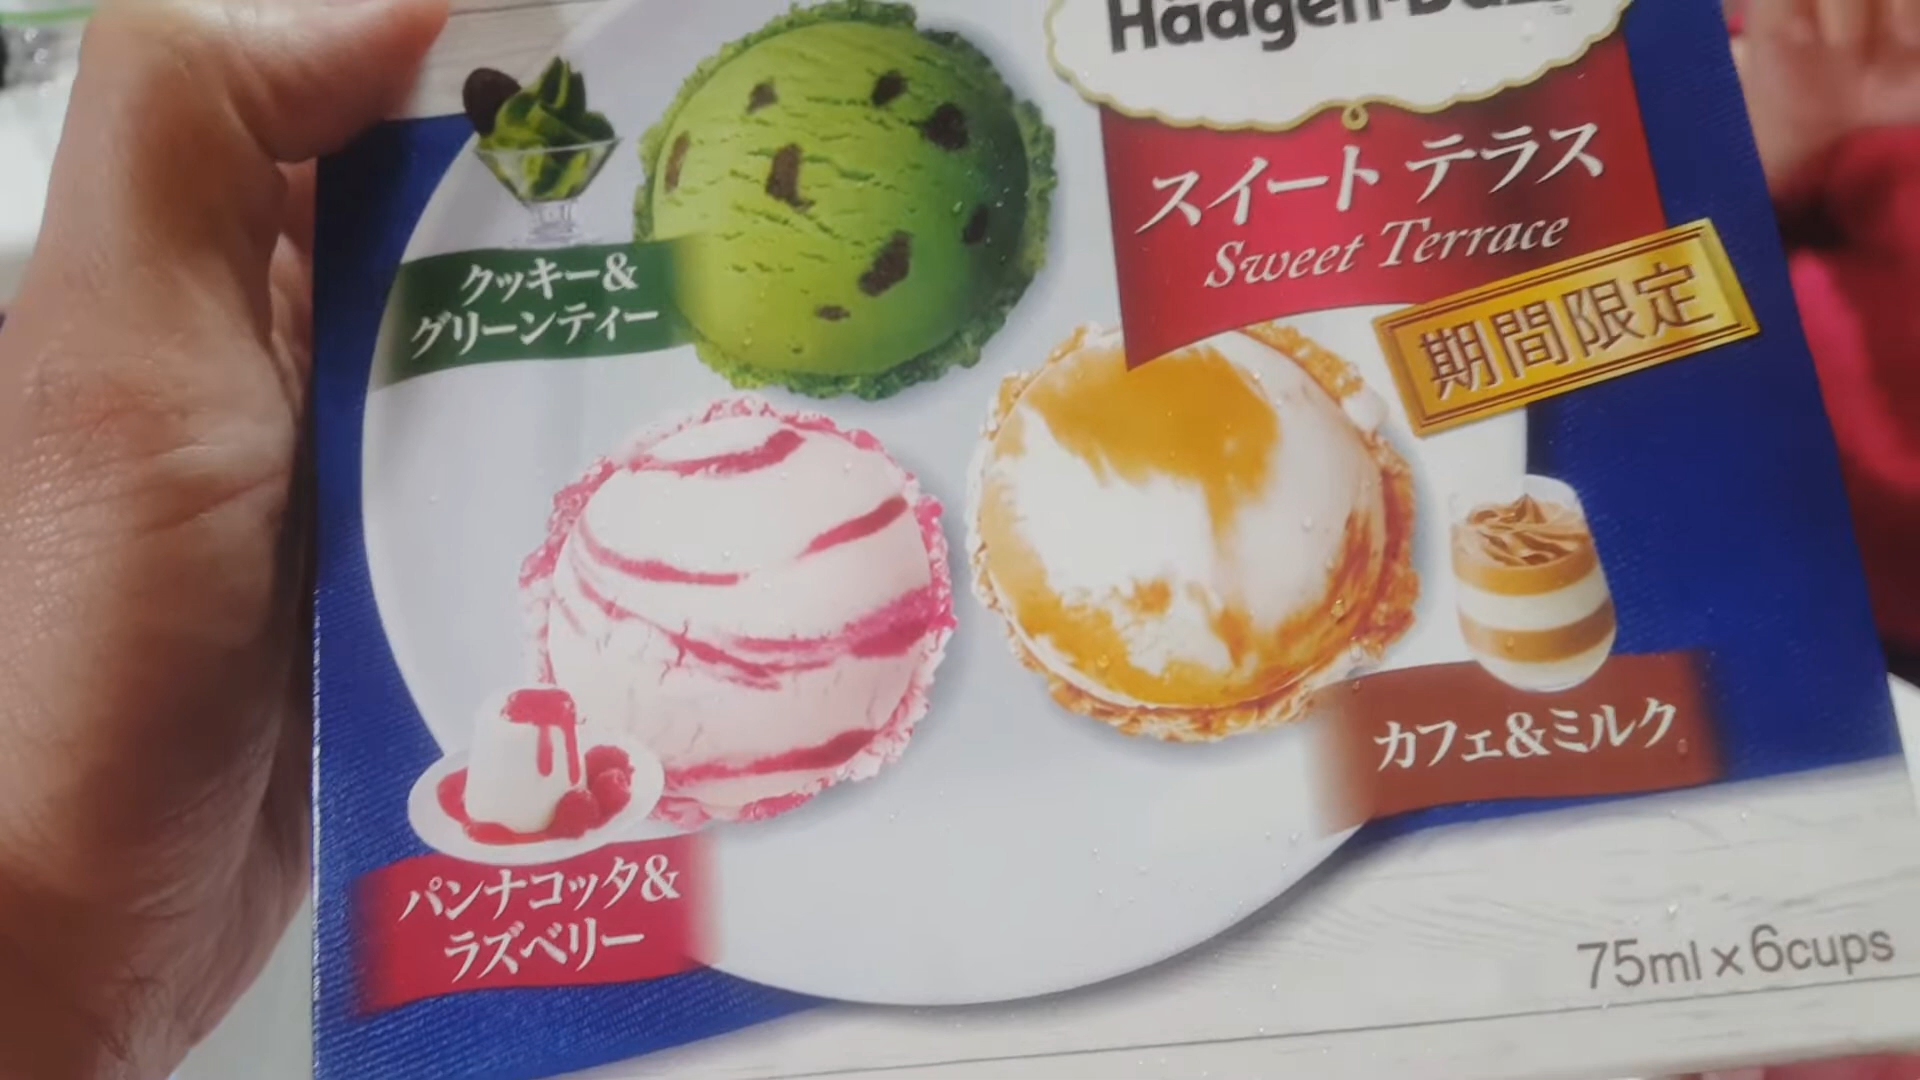 Häagen-Dazs
スイート テラス
Sweet Terrace
期間限定
クッキー&
グリーンティー
カフェ&ミルク
パンナコッタ&
ラズベリー
75ml×6cups